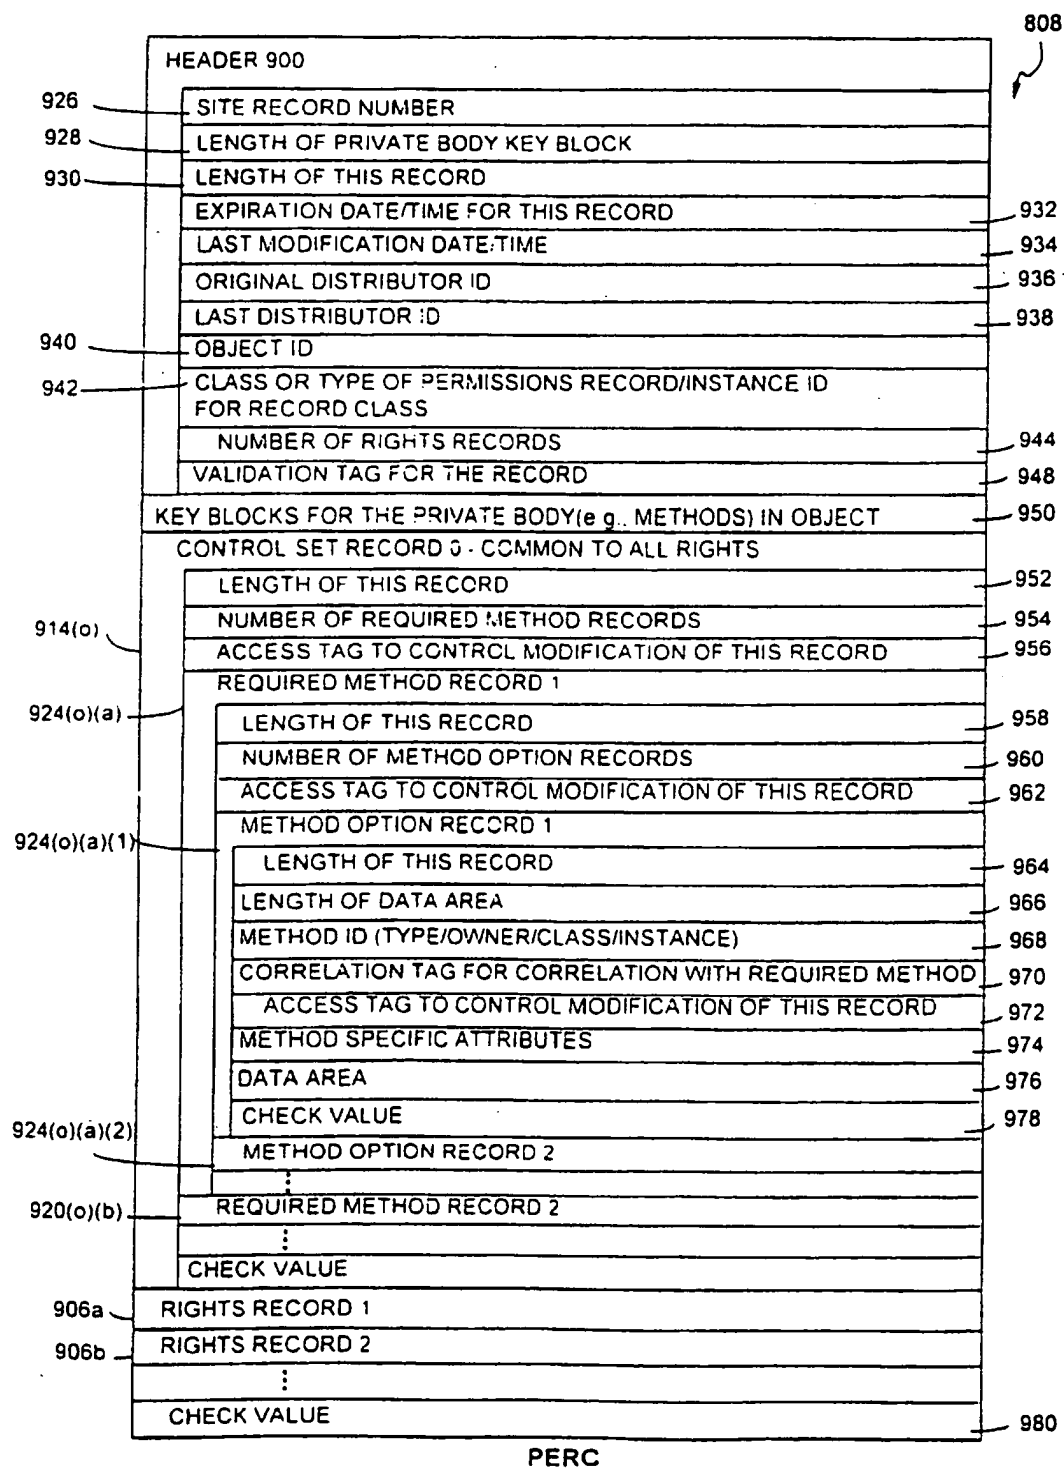 808
HEADER 900
926 SITE RECORD NUMBER
928 LENGTH OF PRIVATE BODY KEY BLOCK
930 LENGTH OF THIS RECORD
EXPIRATION DATE/TIME FOR THIS RECORD 932
LAST MODIFICATION DATE/TIME 934
ORIGINAL DISTRIBUTOR ID 936
LAST DISTRIBUTOR ID 938
940 OBJECT ID
942 CLASS OR TYPE OF PERMISSIONS RECORD/INSTANCE ID
FOR RECORD CLASS
NUMBER OF RIGHTS RECORDS 944
VALIDATION TAG FOR THE RECORD 948
KEY BLOCKS FOR THE PRIVATE BODY(e g., METHODS) IN OBJECT 950
CONTROL SET RECORD 0 - COMMON TO ALL RIGHTS
LENGTH OF THIS RECORD 952
NUMBER OF REQUIRED METHOD RECORDS 954
914(o)
ACCESS TAG TO CONTROL MODIFICATION OF THIS RECORD 956
REQUIRED METHOD RECORD 1
924(o)(a)
LENGTH OF THIS RECORD 958
NUMBER OF METHOD OPTION RECORDS 960
ACCESS TAG TO CONTROL MODIFICATION OF THIS RECORD 962
METHOD OPTION RECORD 1
924(o)(a)(1)
LENGTH OF THIS RECORD 964
LENGTH OF DATA AREA 966
METHOD ID (TYPE/OWNER/CLASS/INSTANCE) 968
CORRELATION TAG FOR CORRELATION WITH REQUIRED METHOD 970
ACCESS TAG TO CONTROL MODIFICATION OF THIS RECORD 972
METHOD SPECIFIC ATTRIBUTES 974
DATA AREA 976
CHECK VALUE 978
924(o)(a)(2)
METHOD OPTION RECORD 2
920(o)(b) REQUIRED METHOD RECORD 2
CHECK VALUE
906a RIGHTS RECORD 1
906b RIGHTS RECORD 2
CHECK VALUE 980
PERC